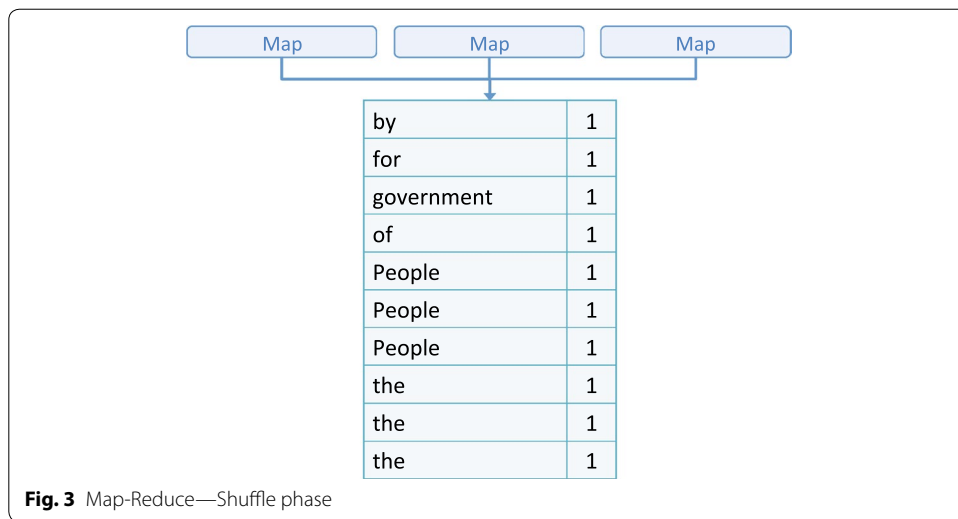 Map Map Map
by 1
for 1
government 1
of 1
People 1
People 1
People 1
the 1
the 1
the 1
Fig. 3 Map-Reduce—Shuffle phase